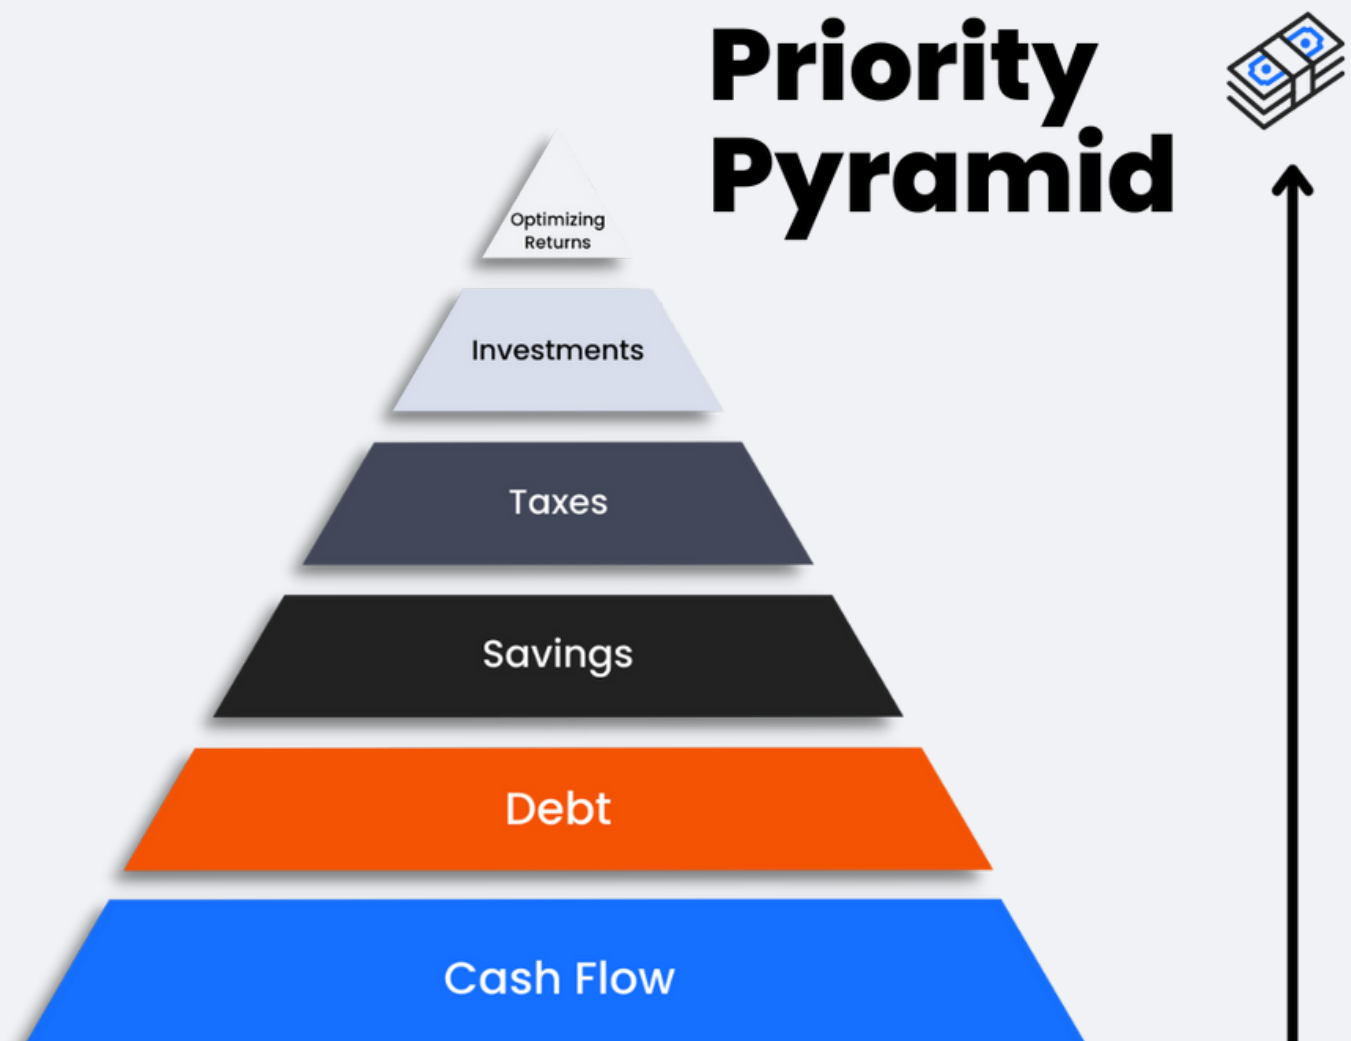 Priority
Pyramid
Optimizing
Returns
Investments
Taxes
Savings
Debt
Cash Flow